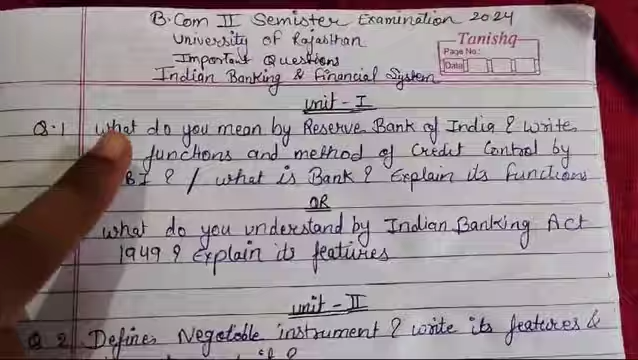 B.Com II Semister Examination 2024
University of Rajasthan
Important Questions
Indian Banking & Financial System
Tanishq
Page No:
Date
Unit-I
Q.1 What do you mean by Reserve Bank of India? Write
functions and method of Credit Control by
BI? / What is Bank? Explain its functions
OR
What do you understand by Indian Banking Act
1949? Explain its features
Unit-II
Q.2 Defines Negotable instrument? write its features &